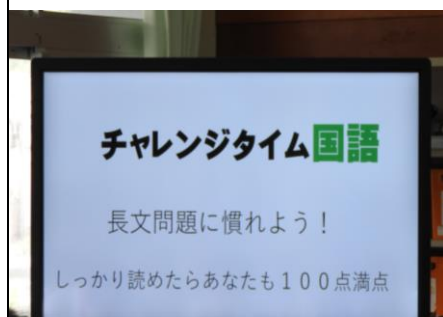 チャレンジタイム国語
長文問題に慣れよう！
しっかり読めたらあなたも１００点満点